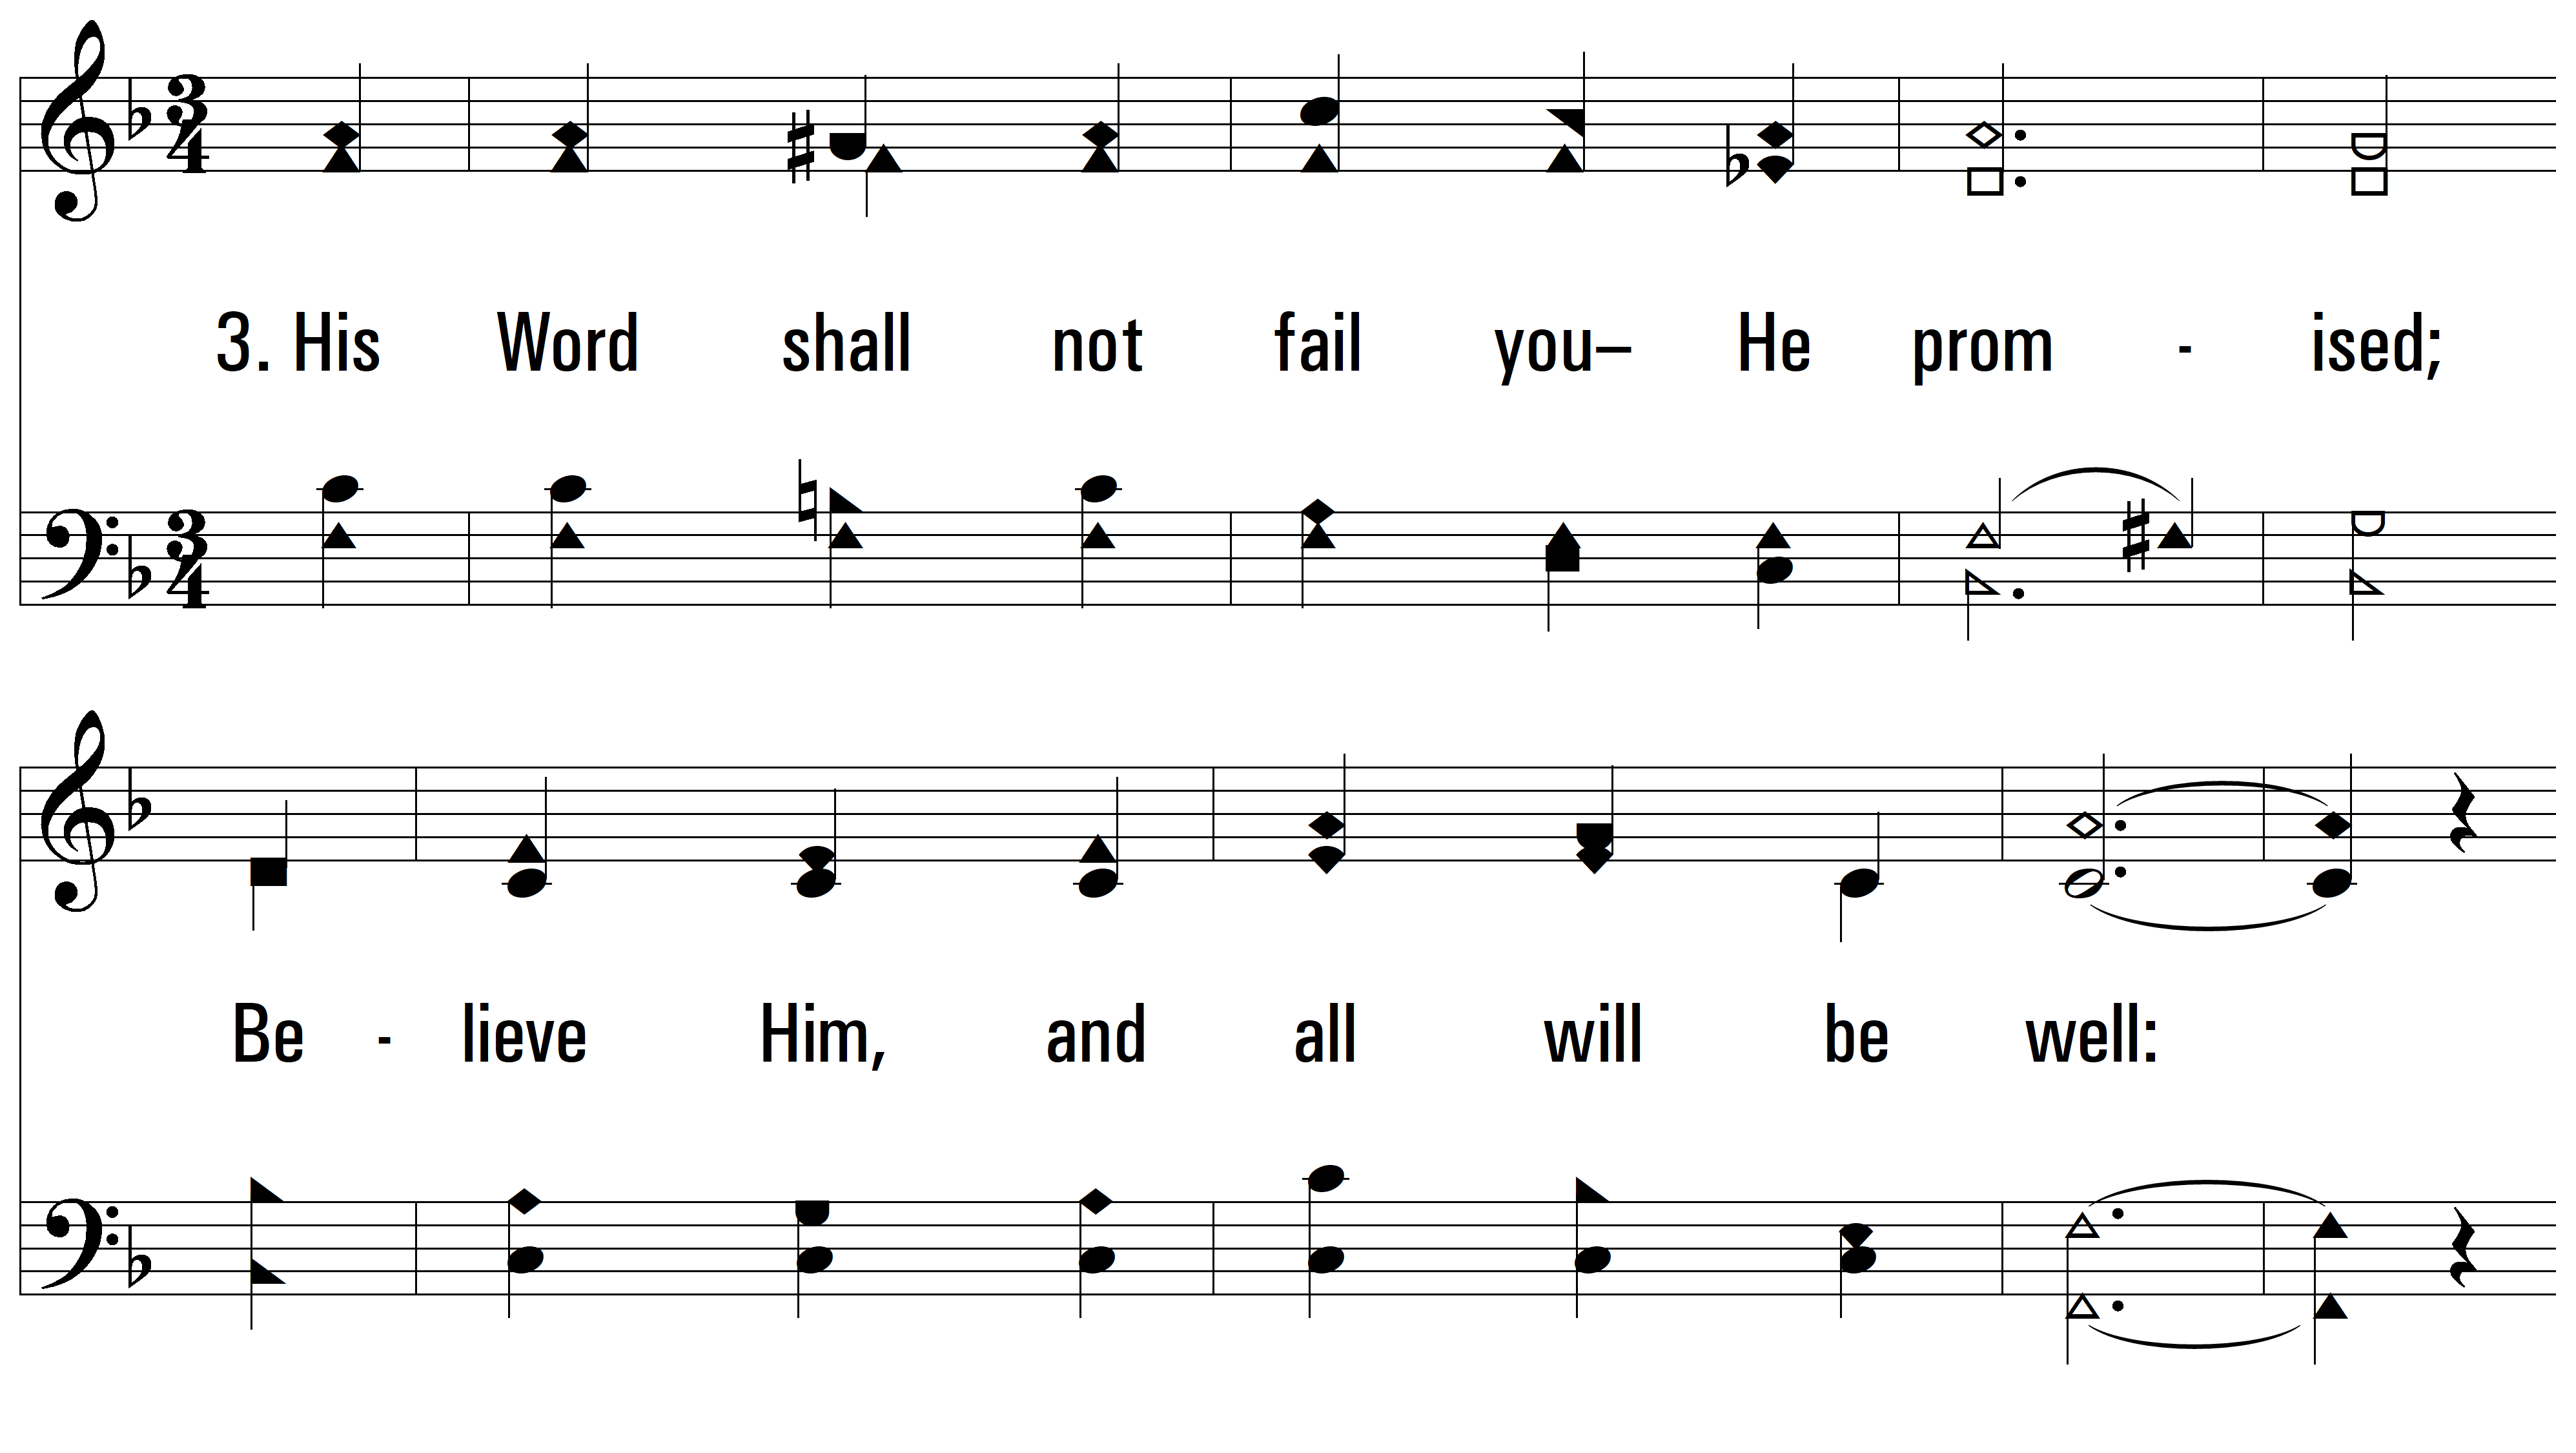 3. His Word shall not fail you– He prom - ised;
Be - lieve Him, and all will be well: